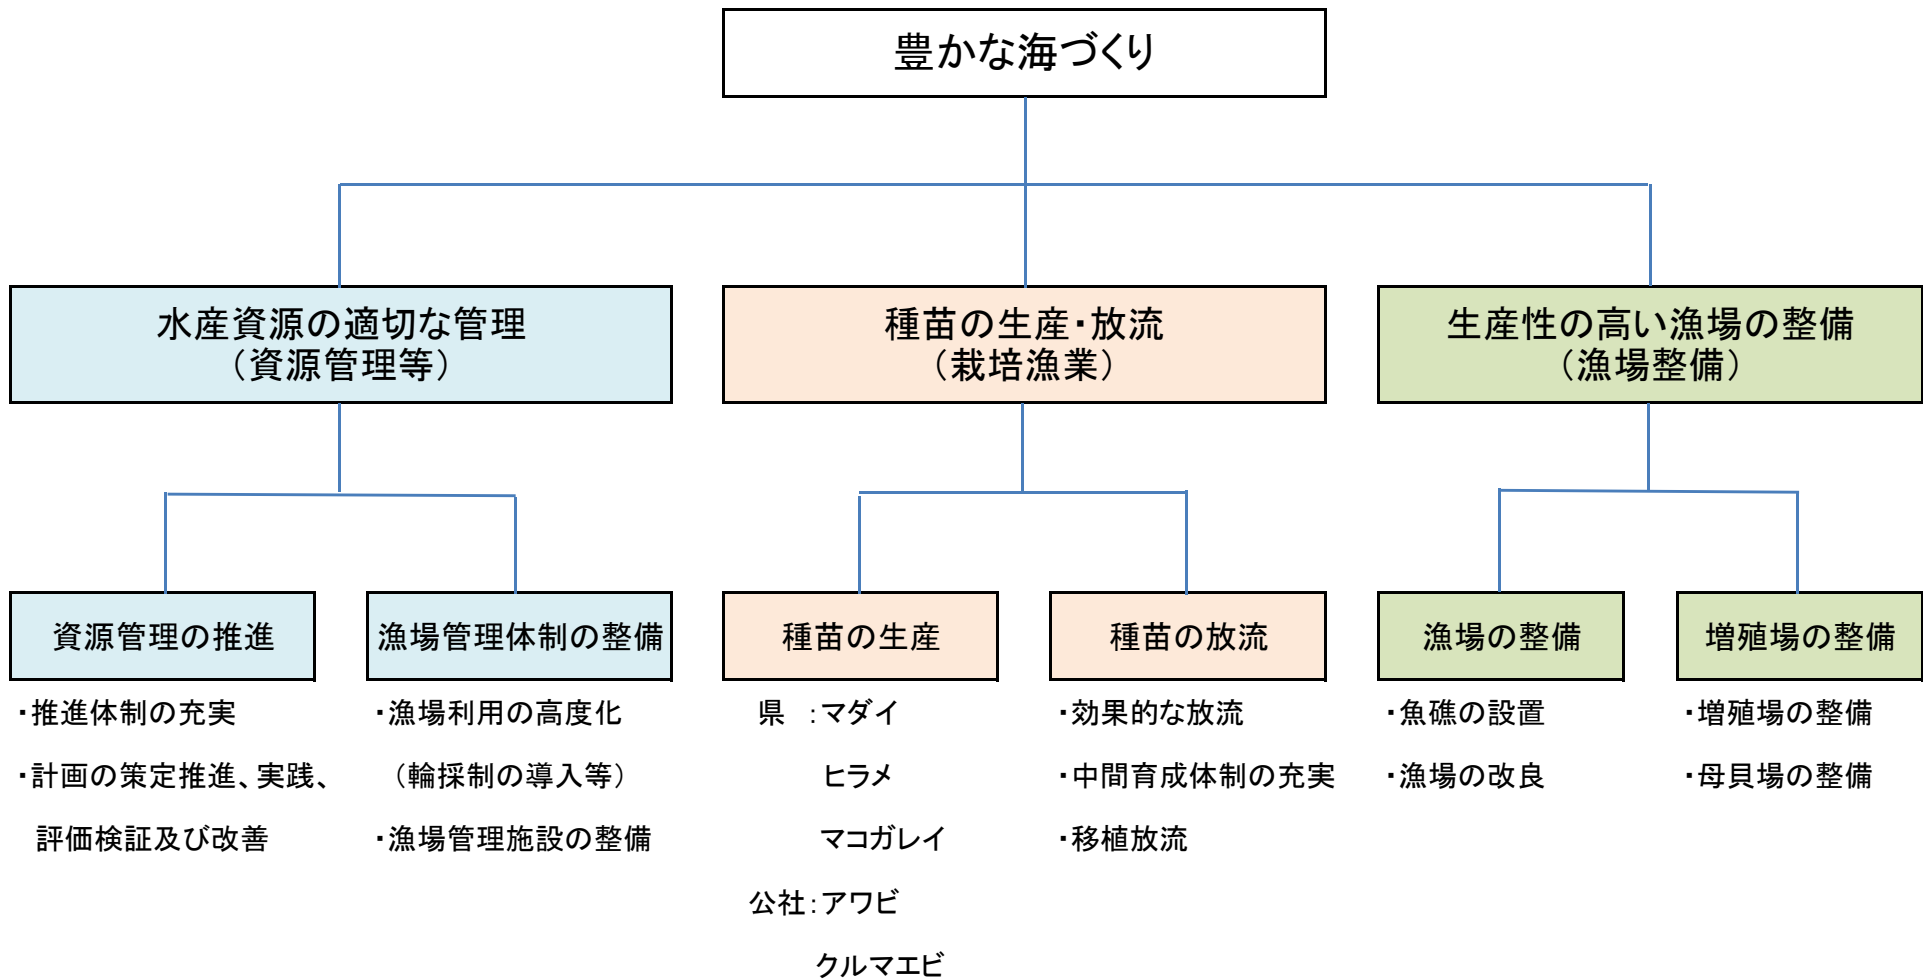 豊かな海づくり
水産資源の適切な管理
（資源管理等）
種苗の生産・放流
（栽培漁業）
生産性の高い漁場の整備
（漁場整備）
資源管理の推進
・推進体制の充実
・計画の策定推進、実践、
評価検証及び改善
漁場管理体制の整備
・漁場利用の高度化
（輪採制の導入等）
・漁場管理施設の整備
種苗の生産
県　：マダイ
ヒラメ
マコガレイ
公社：アワビ
クルマエビ
種苗の放流
・効果的な放流
・中間育成体制の充実
・移植放流
漁場の整備
・魚礁の設置
・漁場の改良
増殖場の整備
・増殖場の整備
・母貝場の整備